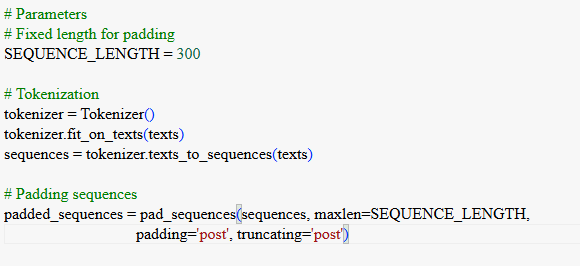 # Parameters
# Fixed length for padding
SEQUENCE_LENGTH = 300
# Tokenization
tokenizer = Tokenizer()
tokenizer.fit_on_texts(texts)
sequences = tokenizer.texts_to_sequences(texts)
# Padding sequences
padded_sequences = pad_sequences(sequences, maxlen=SEQUENCE_LENGTH,
padding='post', truncating='post')